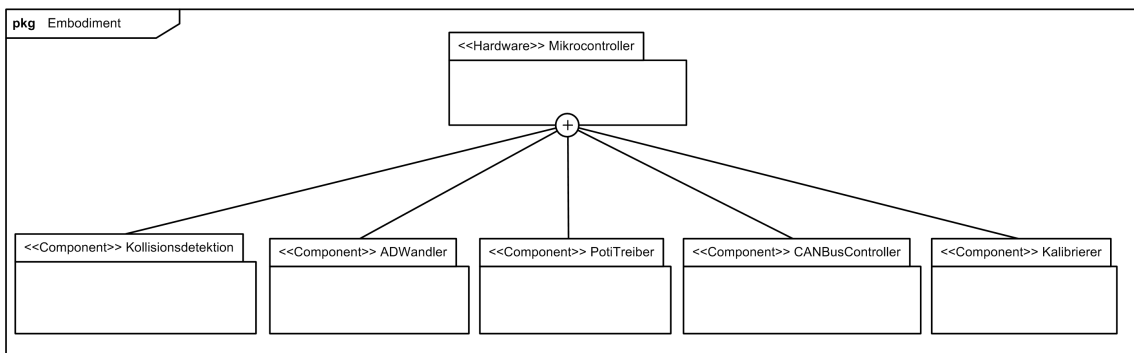 pkg Embodiment
<<Hardware>> Mikrocontroller
<<Component>> Kollisionsdetektion
<<Component>> ADWandler
<<Component>> PotiTreiber
<<Component>> CANBusController
<<Component>> Kalibrierer